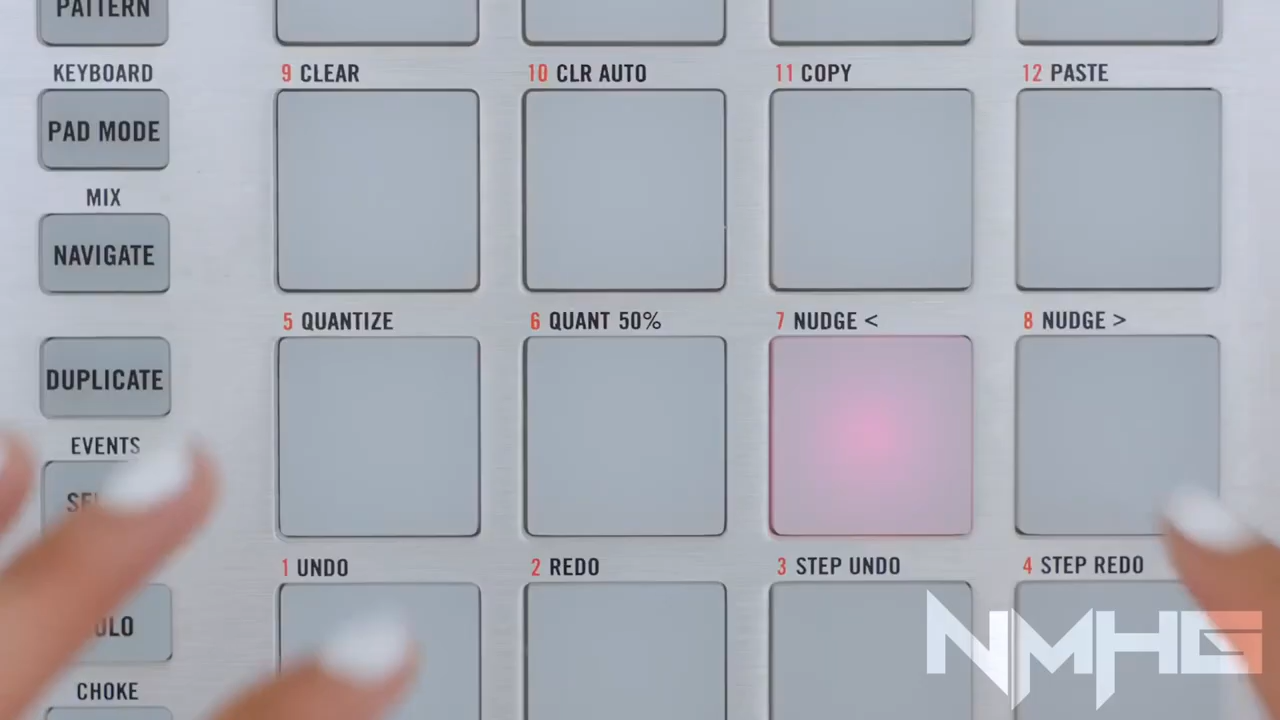 PATTERN
KEYBOARD
9 CLEAR
10 CLR AUTO
11 COPY
12 PASTE
PAD MODE
MIX
NAVIGATE
5 QUANTIZE
6 QUANT 50%
7 NUDGE <
8 NUDGE >
DUPLICATE
EVENTS
1 UNDO
2 REDO
3 STEP UNDO
4 STEP REDO
CHOKE
NMHG